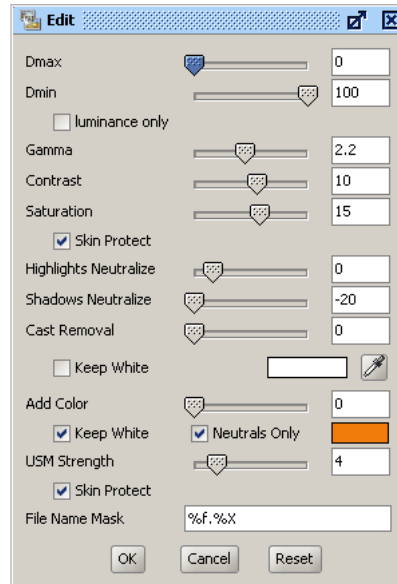 Edit
Dmax 0
Dmin 100
luminance only
Gamma 2.2
Contrast 10
Saturation 15
Skin Protect
Highlights Neutralize 0
Shadows Neutralize -20
Cast Removal 0
Keep White
Add Color 0
Keep White Neutrals Only
USM Strength 4
Skin Protect
File Name Mask %f.%X
OK Cancel Reset